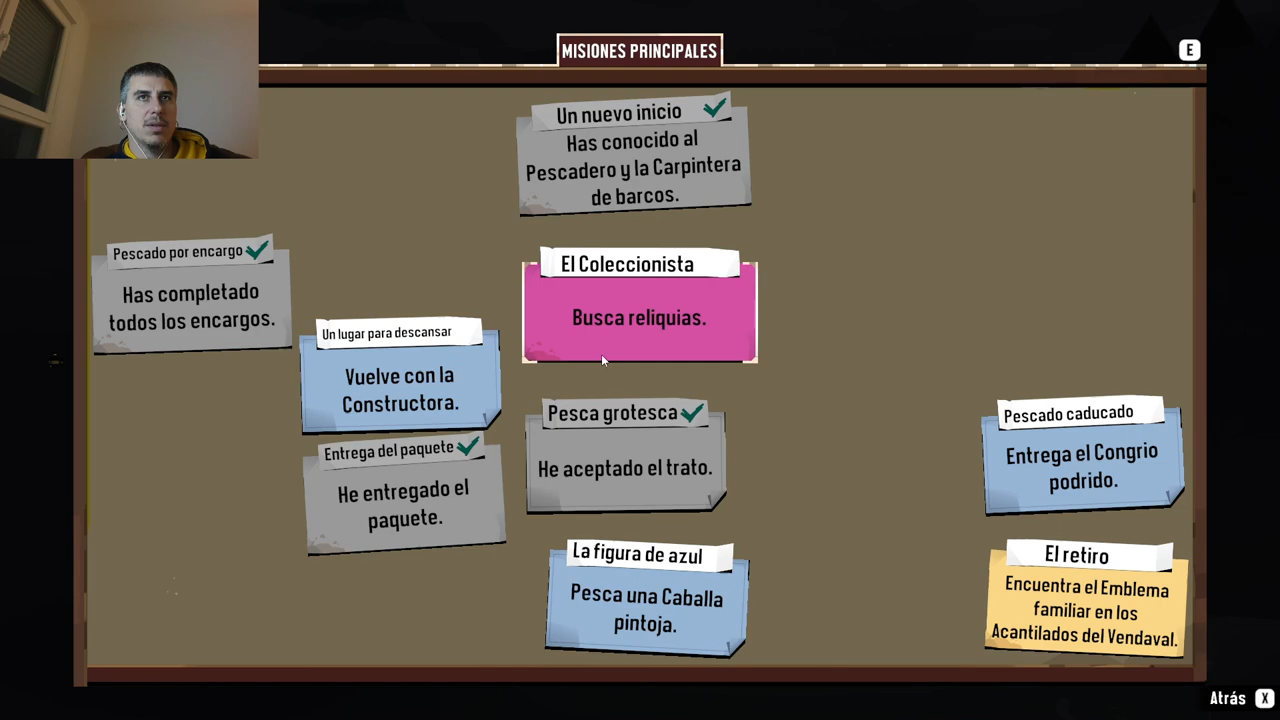 MISIONES PRINCIPALES
E
Un nuevo inicio
Has conocido al
Pescadero y la Carpintera
de barcos.
Pescado por encargo
Has completado
todos los encargos.
El Coleccionista
Busca reliquias.
Un lugar para descansar
Vuelve con la
Constructora.
Pesca grotesca
He aceptado el trato.
Pescado caducado
Entrega el Congrio
podrido.
Entrega del paquete
He entregado el
paquete.
La figura de azul
Pesca una Caballa
pintoja.
El retiro
Encuentra el Emblema
familiar en los
Acantilados del Vendaval.
Atrás X